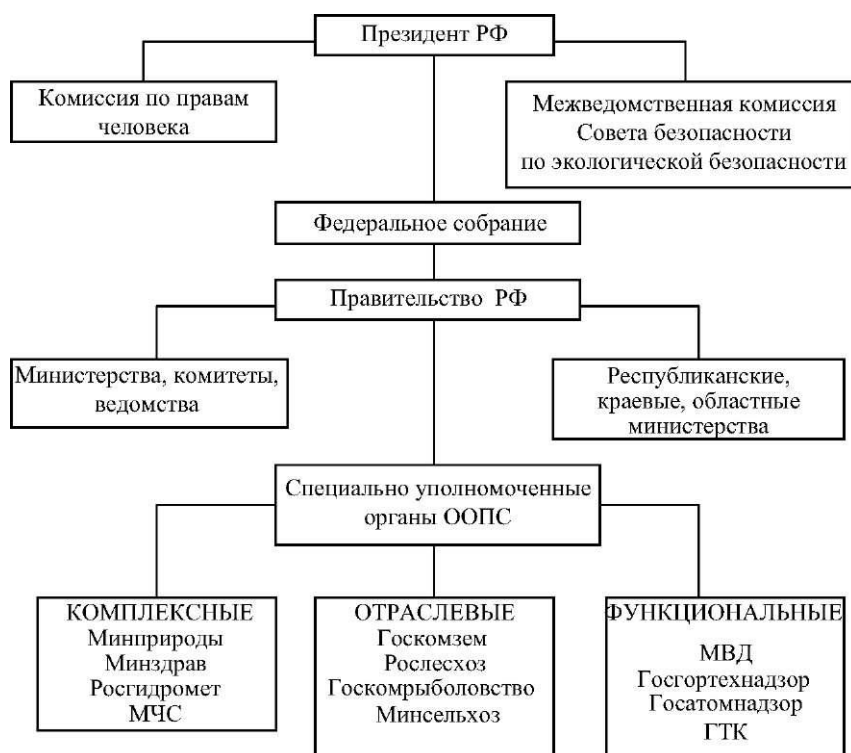 Президент РФ
Комиссия по правам
человека
Межведомственная комиссия
Совета безопасности
по экологической безопасности
Федеральное собрание
Правительство РФ
Министерства, комитеты,
ведомства
Республиканские,
краевые, областные
министерства
Специально уполномоченные
органы ООПС
КОМПЛЕКСНЫЕ
Минприроды
Минздрав
Росгидромет
МЧС
ОТРАСЛЕВЫЕ
Госкомзем
Рослесхоз
Госкомрыболовство
Минсельхоз
ФУНКЦИОНАЛЬНЫЕ
МВД
Госгортехнадзор
Госатомнадзор
ГТК